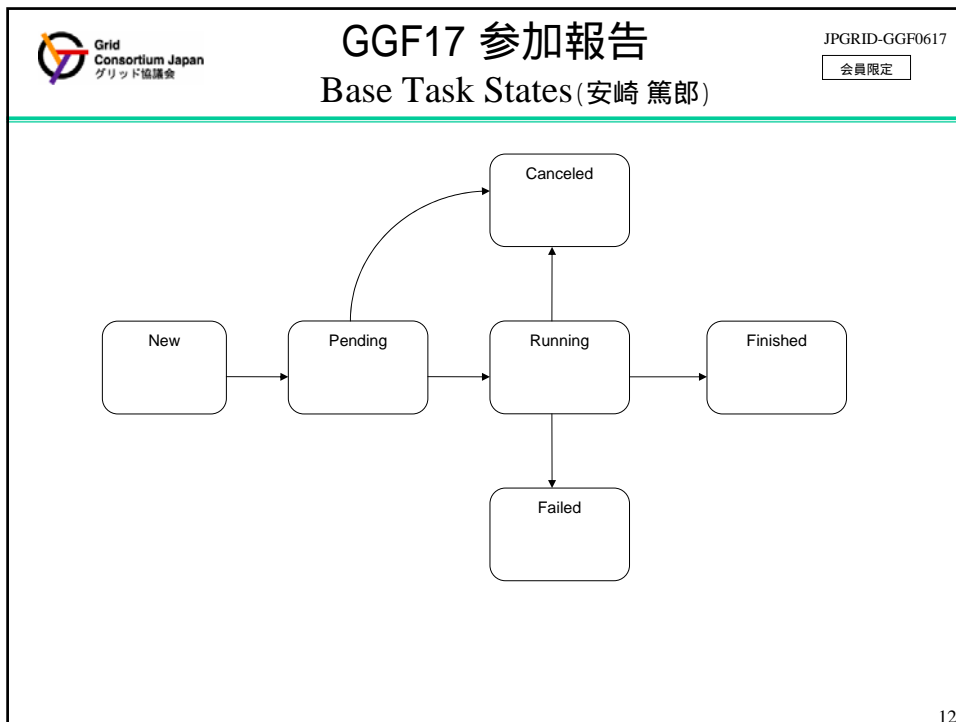 Grid
Consortium Japan
グリッド協議会
GGF17 参加報告
Base Task States(安崎 篤郎)
JPGRID-GGF0617
会員限定
Canceled
New
Pending
Running
Finished
Failed
12